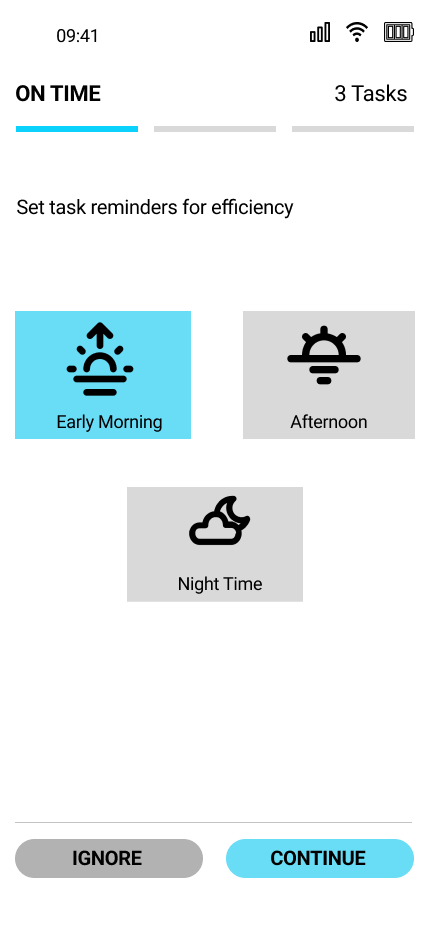 09:41
ON TIME
3 Tasks
Set task reminders for efficiency
Early Morning
Afternoon
Night Time
IGNORE
CONTINUE